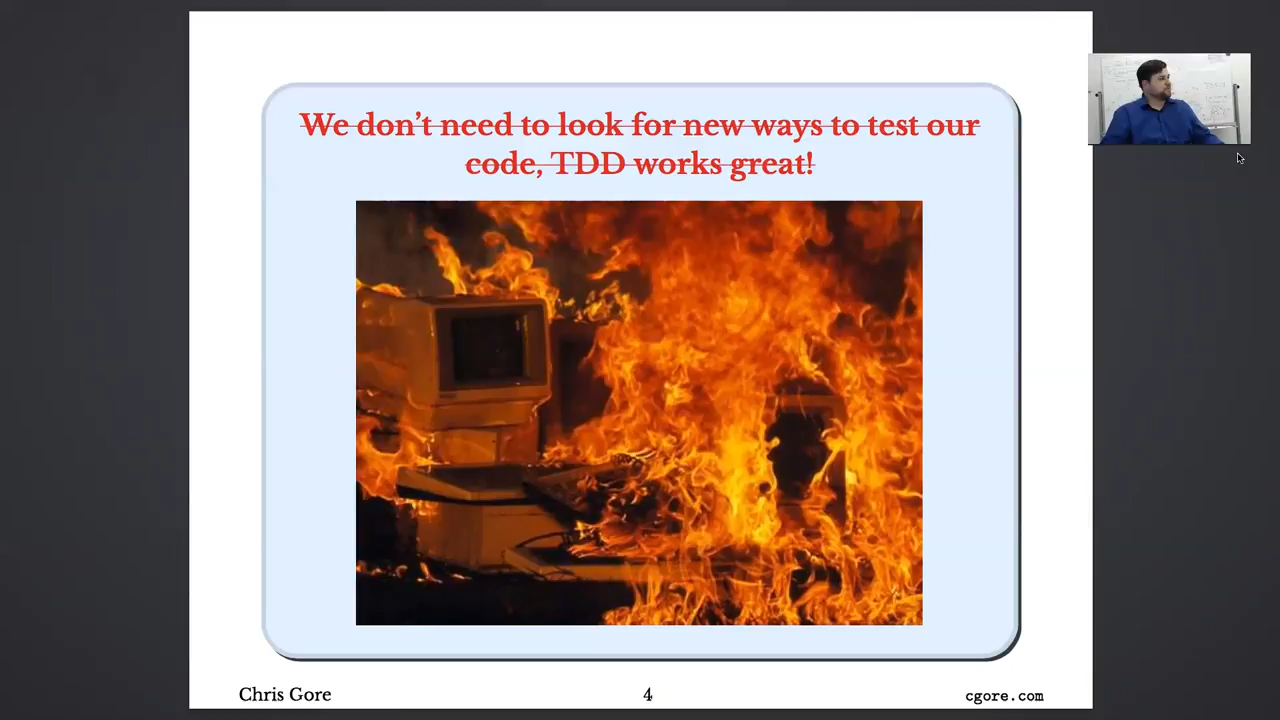 We don't need to look for new ways to test our
code, TDD works great!
Chris Gore
4
cgore.com